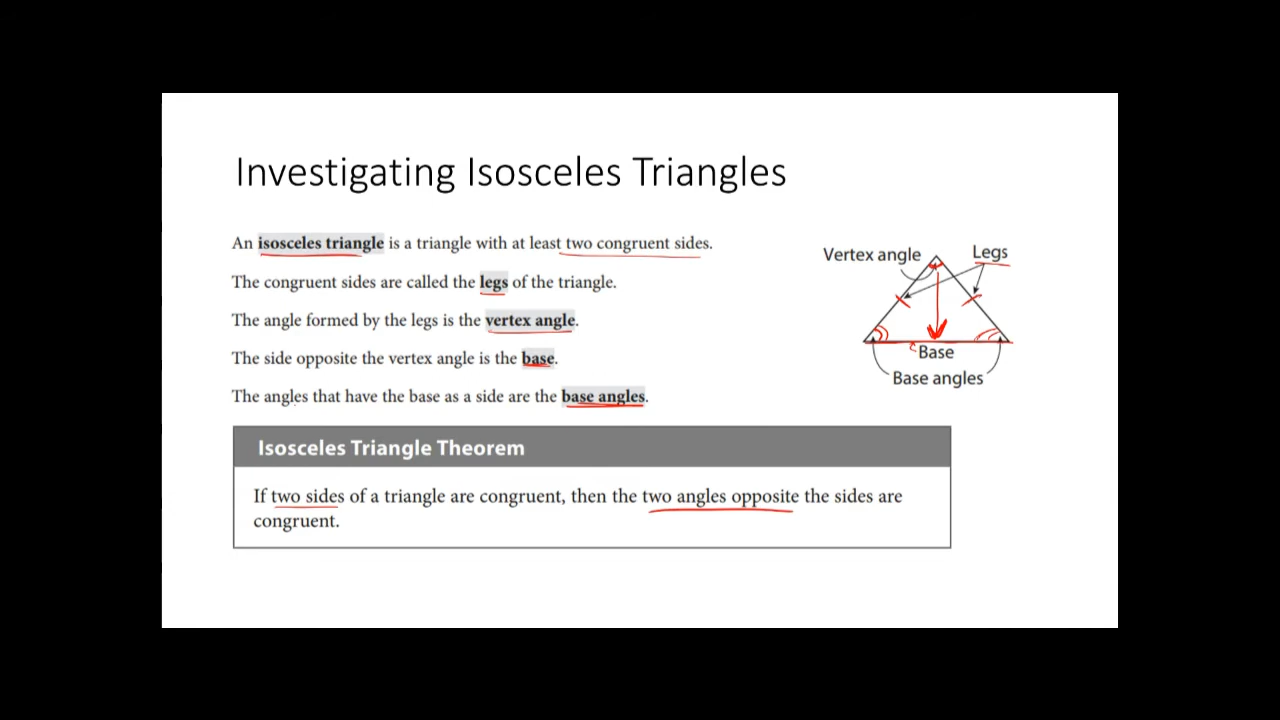 Investigating Isosceles Triangles
An isosceles triangle is a triangle with at least two congruent sides.
The congruent sides are called the legs of the triangle.
The angle formed by the legs is the vertex angle.
The side opposite the vertex angle is the base.
The angles that have the base as a side are the base angles.
Vertex angle
Legs
Base
Base angles
Isosceles Triangle Theorem
If two sides of a triangle are congruent, then the two angles opposite the sides are
congruent.